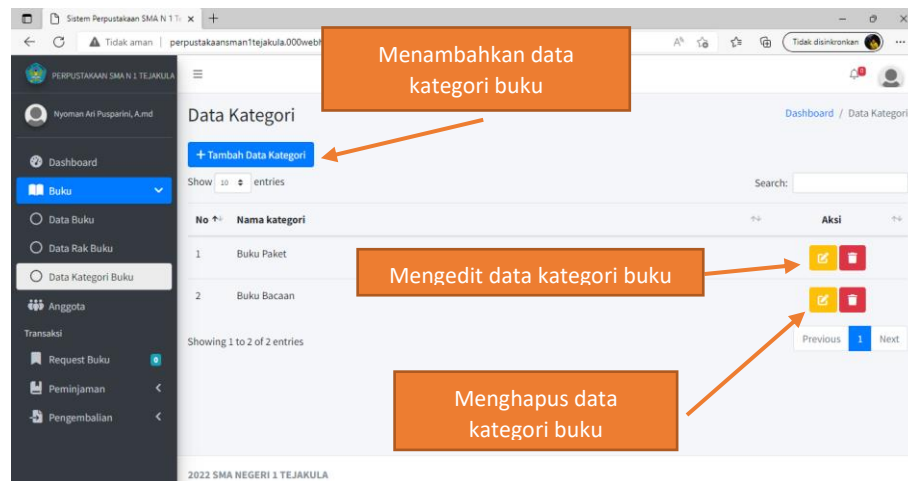 Sistem Perpustakaan SMA N 1 T
Tidak aman
perpustakaansman1tejakula.000web
Tidak disinkronkan
PERPUSTAKAAN SMA N 1 TEJAKULA
Menambahkan data
kategori buku
Nyoman Ari Pusparini, A.md
Data Kategori
Dashboard / Data Kategori
Dashboard
+ Tambah Data Kategori
Buku
Show 10 entries
Search:
Data Buku
No Nama kategori Aksi
Data Rak Buku
1 Buku Paket
Data Kategori Buku
Mengedit data kategori buku
Anggota
2 Buku Bacaan
Transaksi
Showing 1 to 2 of 2 entries
Previous 1 Next
Request Buku 0
Peminjaman
Menghapus data
kategori buku
Pengembalian
2022 SMA NEGERI 1 TEJAKULA